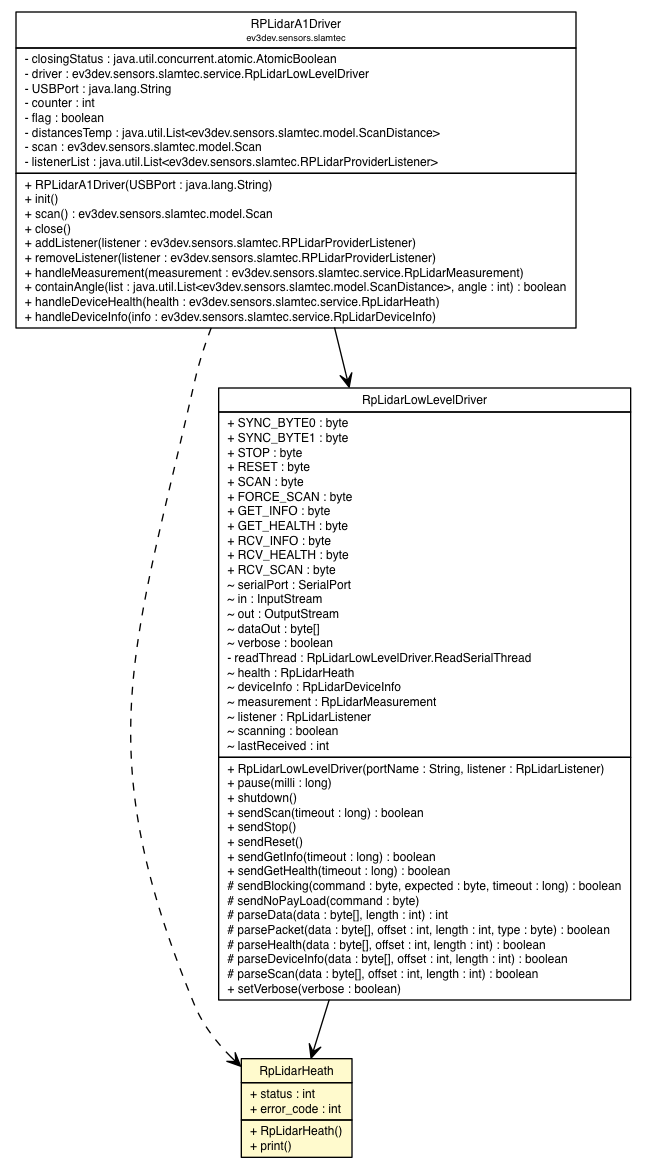 RPLidarA1Driver
ev3dev.sensors.slamtec
- closingStatus : java.util.concurrent.atomic.AtomicBoolean
- driver : ev3dev.sensors.slamtec.service.RpLidarLowLevelDriver
- USBPort : java.lang.String
- counter : int
- flag : boolean
- distancesTemp : java.util.List<ev3dev.sensors.slamtec.model.ScanDistance>
- scan : ev3dev.sensors.slamtec.model.Scan
- listenerList : java.util.List<ev3dev.sensors.slamtec.RPLidarProviderListener>
+ RPLidarA1Driver(USBPort : java.lang.String)
+ init()
+ scan() : ev3dev.sensors.slamtec.model.Scan
+ close()
+ addListener(listener : ev3dev.sensors.slamtec.RPLidarProviderListener)
+ removeListener(listener : ev3dev.sensors.slamtec.RPLidarProviderListener)
+ handleMeasurement(measurement : ev3dev.sensors.slamtec.service.RpLidarMeasurement)
+ containAngle(list : java.util.List<ev3dev.sensors.slamtec.model.ScanDistance>, angle : int) : boolean
+ handleDeviceHealth(health : ev3dev.sensors.slamtec.service.RpLidarHeath)
+ handleDeviceInfo(info : ev3dev.sensors.slamtec.service.RpLidarDeviceInfo)
RpLidarLowLevelDriver
+ SYNC_BYTE0 : byte
+ SYNC_BYTE1 : byte
+ STOP : byte
+ RESET : byte
+ SCAN : byte
+ FORCE_SCAN : byte
+ GET_INFO : byte
+ GET_HEALTH : byte
+ RCV_INFO : byte
+ RCV_HEALTH : byte
+ RCV_SCAN : byte
~ serialPort : SerialPort
~ in : InputStream
~ out : OutputStream
~ dataOut : byte[]
~ verbose : boolean
- readThread : RpLidarLowLevelDriver.ReadSerialThread
~ health : RpLidarHeath
~ deviceInfo : RpLidarDeviceInfo
~ measurement : RpLidarMeasurement
~ listener : RpLidarListener
~ scanning : boolean
~ lastReceived : int
+ RpLidarLowLevelDriver(portName : String, listener : RpLidarListener)
+ pause(milli : long)
+ shutdown()
+ sendScan(timeout : long) : boolean
+ sendStop()
+ sendReset()
+ sendGetInfo(timeout : long) : boolean
+ sendGetHealth(timeout : long) : boolean
# sendBlocking(command : byte, expected : byte, timeout : long) : boolean
# sendNoPayLoad(command : byte)
# parseData(data : byte[], length : int) : int
# parsePacket(data : byte[], offset : int, length : int, type : byte) : boolean
# parseHealth(data : byte[], offset : int, length : int) : boolean
# parseDeviceInfo(data : byte[], offset : int, length : int) : boolean
# parseScan(data : byte[], offset : int, length : int) : boolean
+ setVerbose(verbose : boolean)
RpLidarHeath
+ status : int
+ error_code : int
+ RpLidarHeath()
+ print()